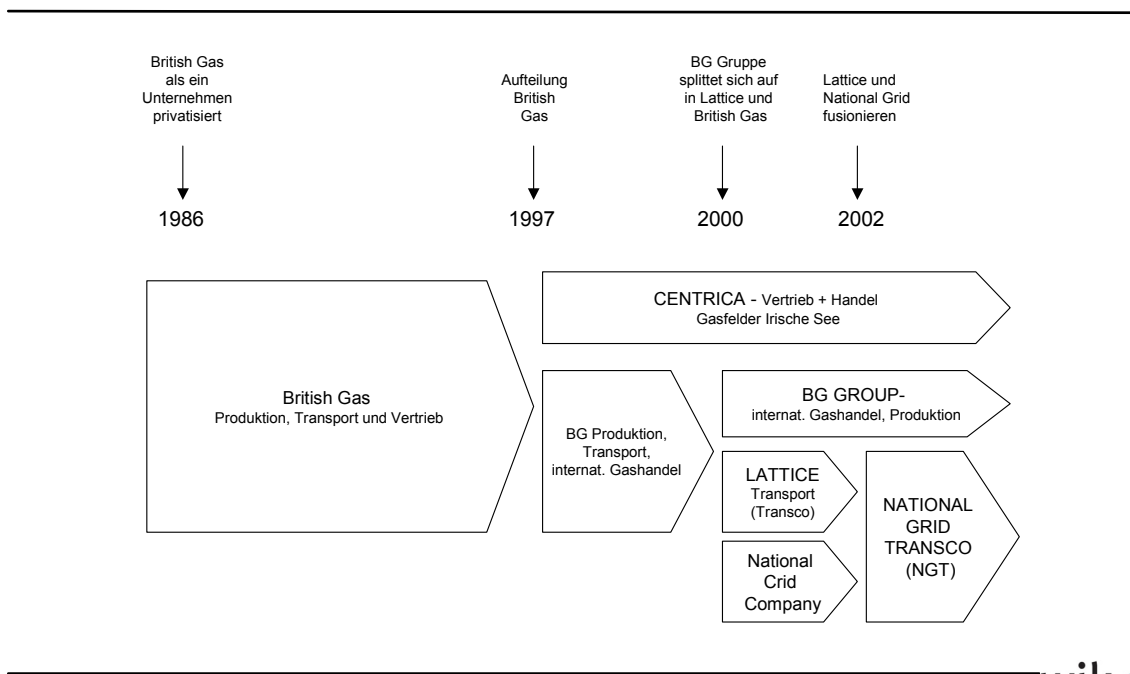 British Gas
als ein
Unternehmen
privatisiert
Aufteilung
British
Gas
BG Gruppe
splittet sich auf
in Lattice und
British Gas
Lattice und
National Grid
fusionieren
1986
1997
2000
2002
CENTRICA - Vertrieb + Handel
Gasfelder Irische See
British Gas
Produktion, Transport und Vertrieb
BG Produktion,
Transport,
internat. Gashandel
BG GROUP-
internat. Gashandel, Produktion
LATTICE
Transport
(Transco)
National
Crid
Company
NATIONAL
GRID
TRANSCO
(NGT)